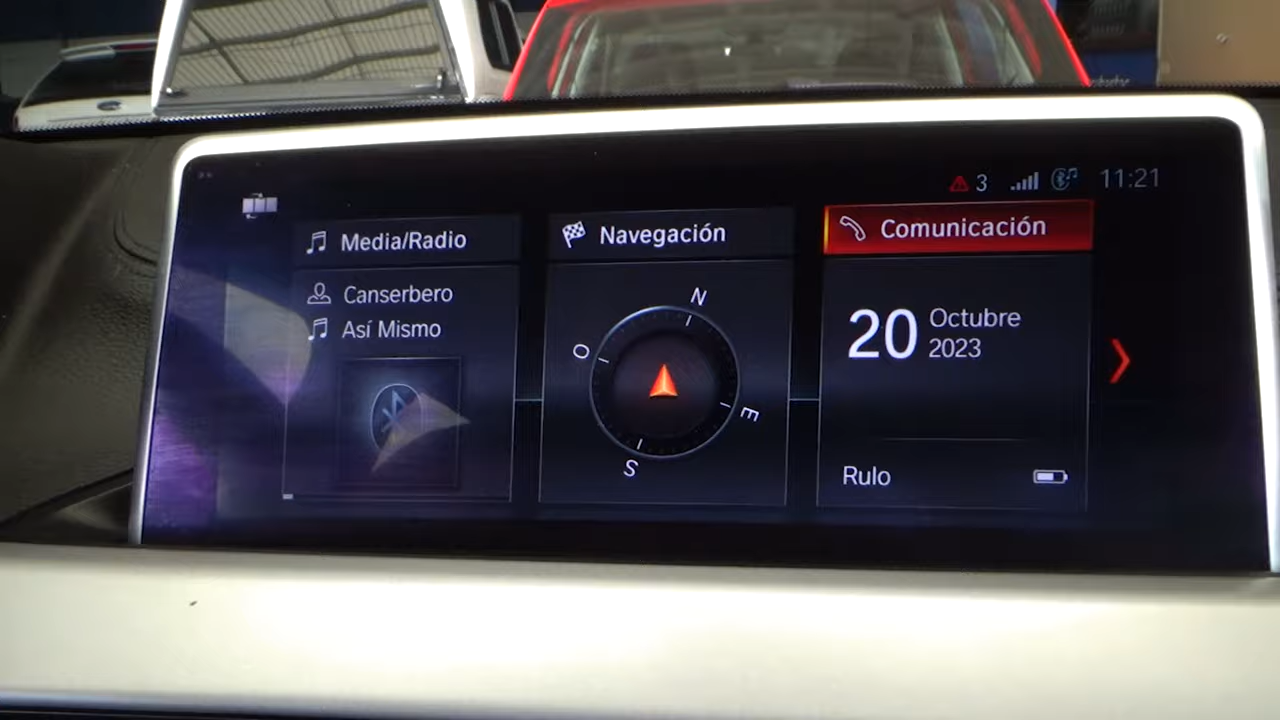 3 11:21
Media/Radio
Canserbero
Así Mismo
Navegación
N
O
E
S
Comunicación
20 Octubre
2023
Rulo